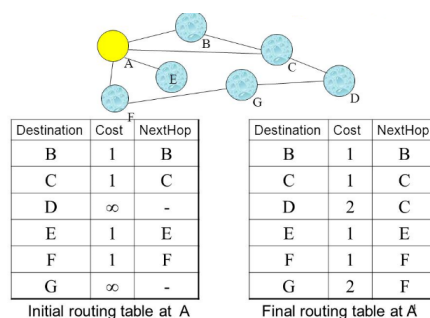 B
A
C
E
G
D
F
Destination Cost NextHop
B 1 B
C 1 C
D ∞ -
E 1 E
F 1 F
G ∞ -
Initial routing table at A
Destination Cost NextHop
B 1 B
C 1 C
D 2 C
E 1 E
F 1 F
G 2 F
Final routing table at A